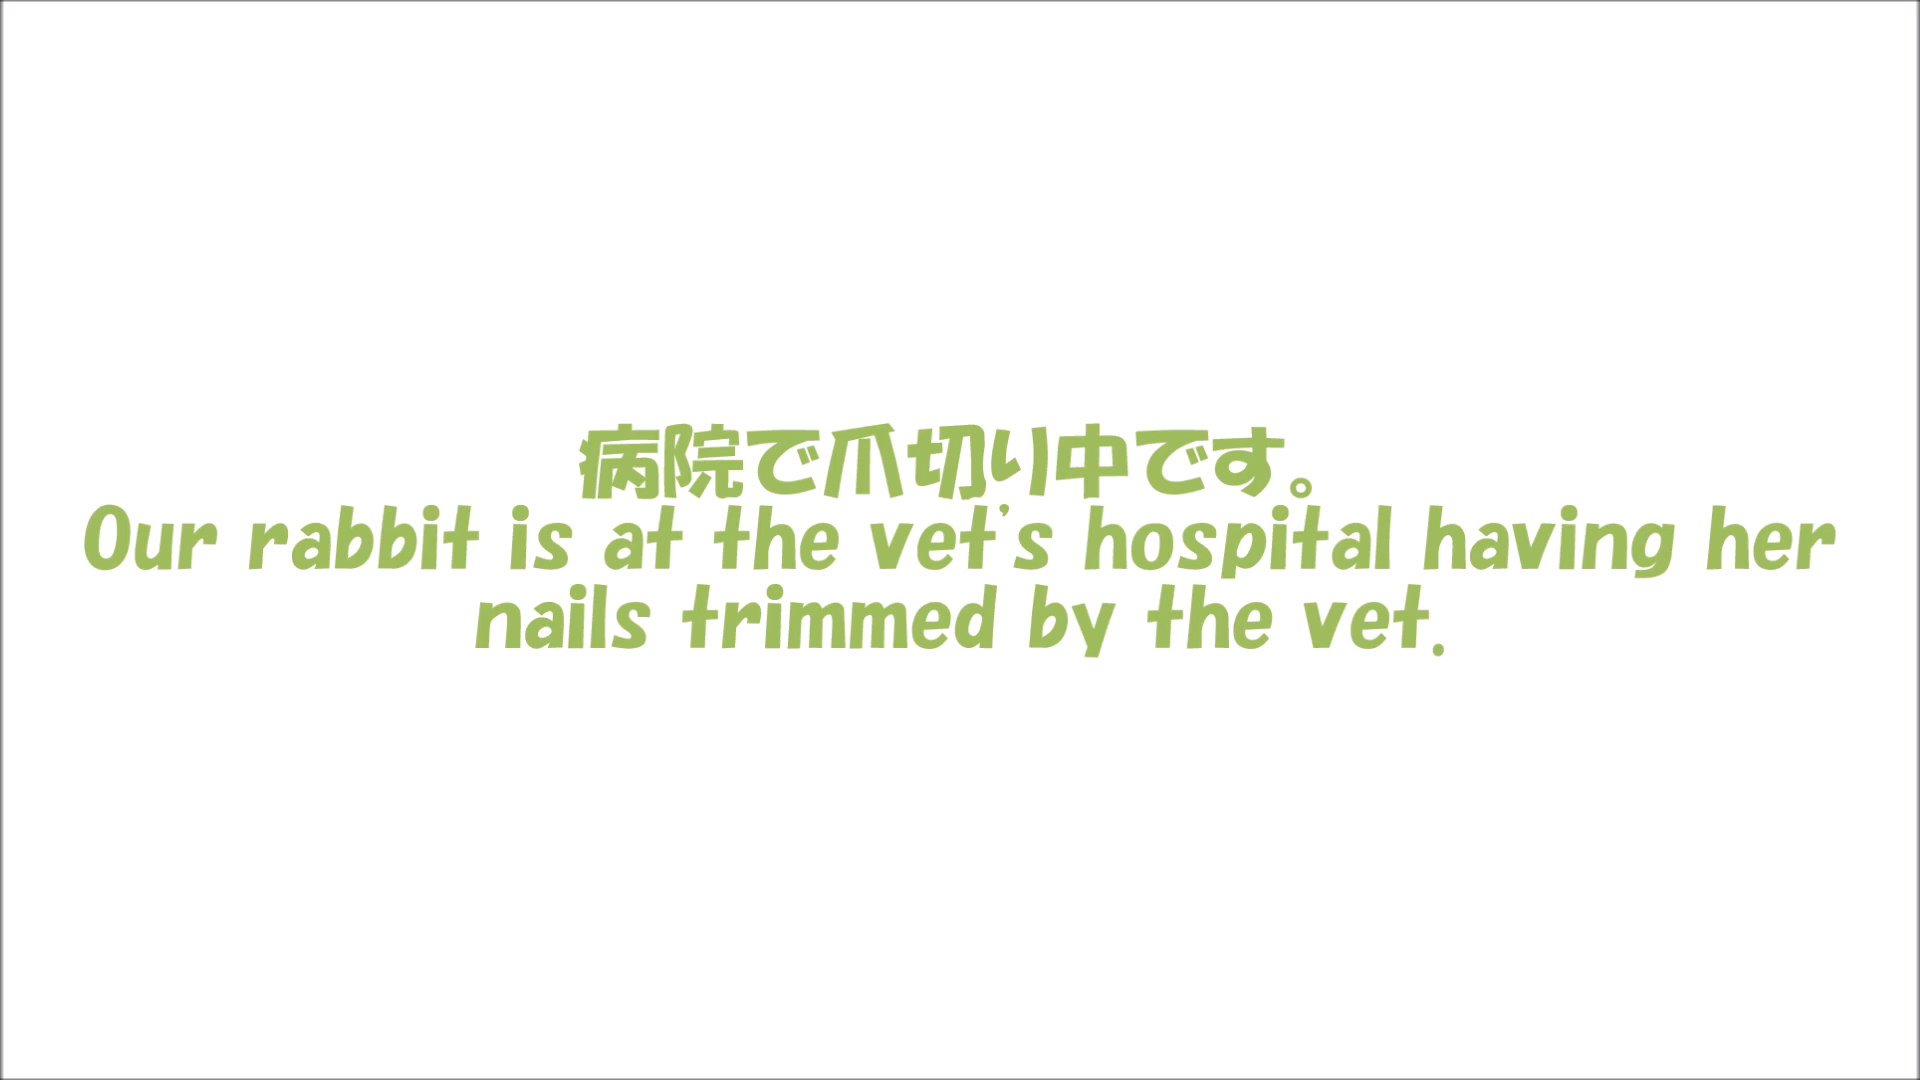 病院で爪切り中です。
Our rabbit is at the vet's hospital having her
nails trimmed by the vet.